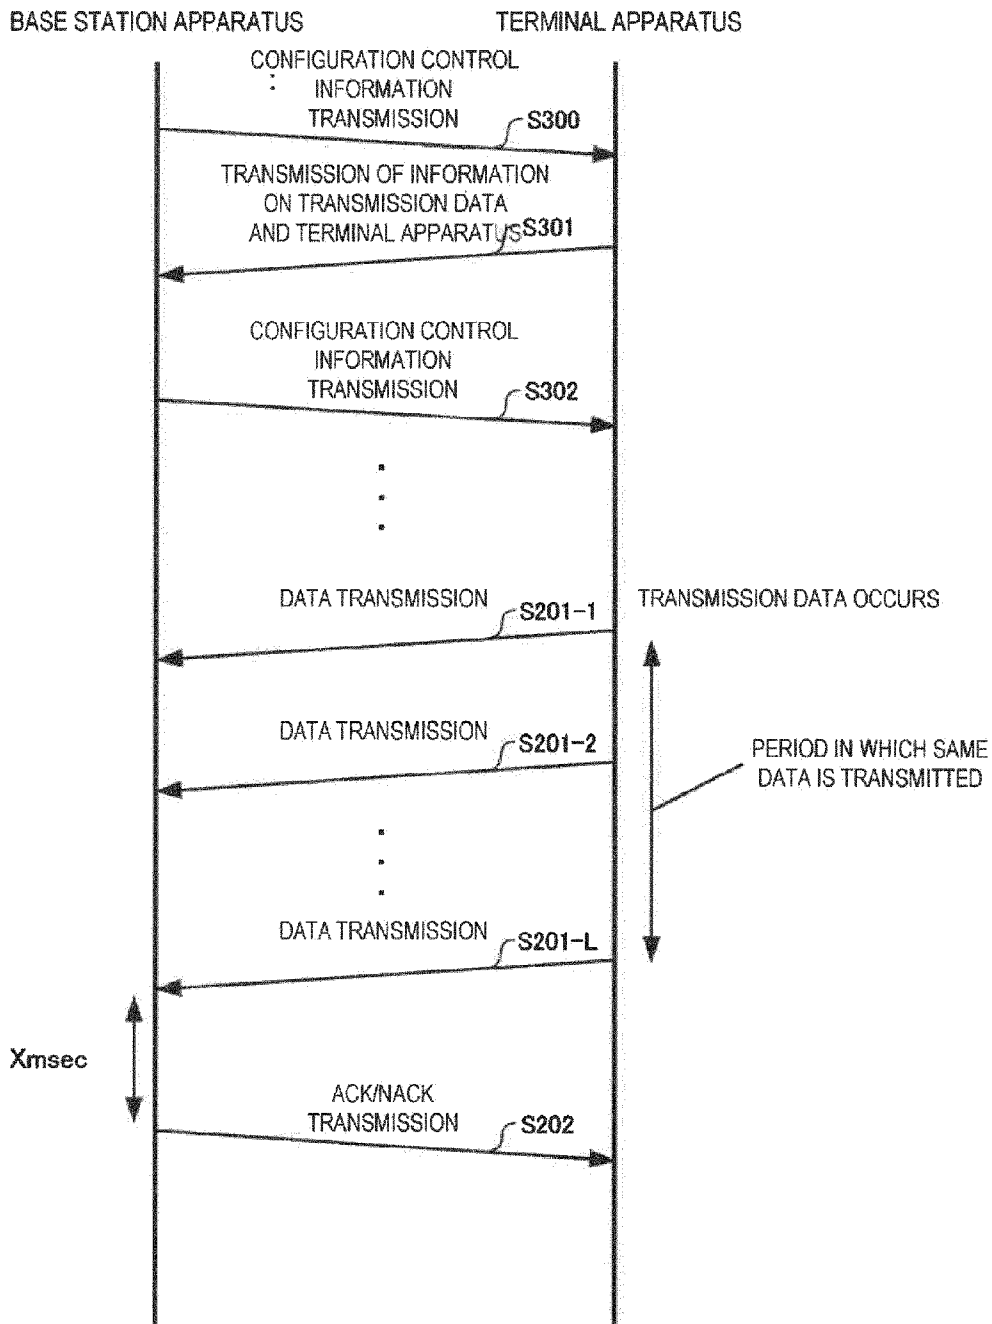 BASE STATION APPARATUS
TERMINAL APPARATUS
CONFIGURATION CONTROL
INFORMATION
TRANSMISSION
S300
TRANSMISSION OF INFORMATION
ON TRANSMISSION DATA
AND TERMINAL APPARATUS
S301
CONFIGURATION CONTROL
INFORMATION
TRANSMISSION
S302
DATA TRANSMISSION
S201-1
TRANSMISSION DATA OCCURS
DATA TRANSMISSION
S201-2
PERIOD IN WHICH SAME
DATA IS TRANSMITTED
DATA TRANSMISSION
S201-L
Xmsec
ACK/NACK
TRANSMISSION
S202